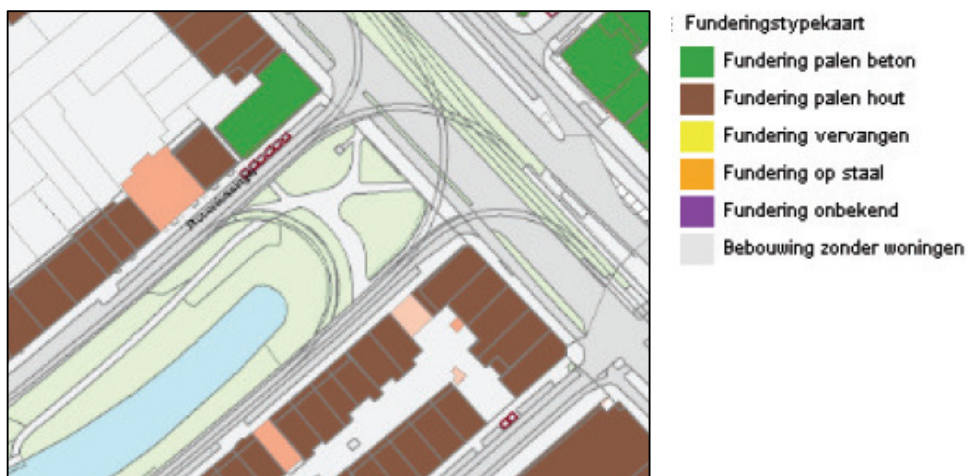 Funderingstypekaart
Fundering palen beton
Fundering palen hout
Fundering vervangen
Fundering op staal
Fundering onbekend
Bebouwing zonder woningen